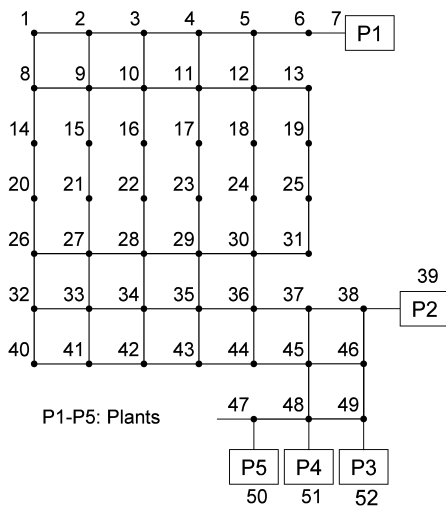 1 2 3 4 5 6 7
P1
8 9 10 11 12 13
14 15 16 17 18 19
20 21 22 23 24 25
26 27 28 29 30 31
39
32 33 34 35 36 37 38
P2
40 41 42 43 44 45 46
P1-P5: Plants
47 48 49
P5 P4 P3
50 51 52